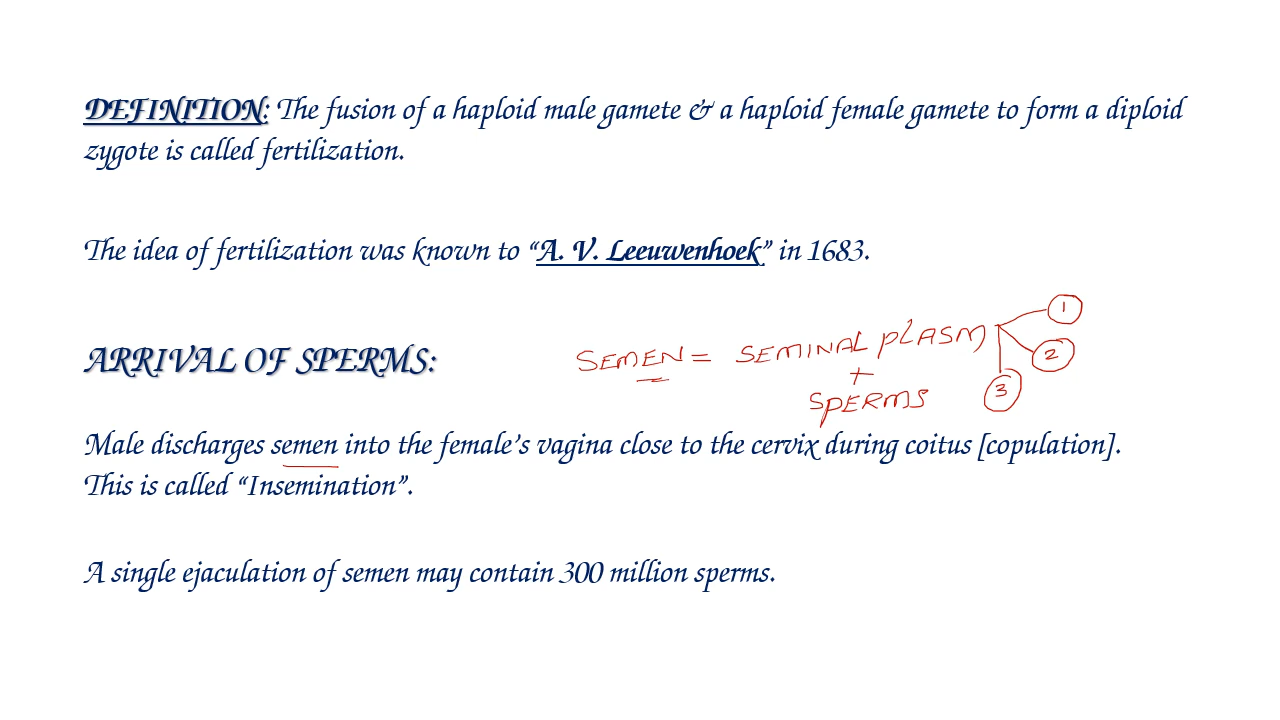 DEFINITION: The fusion of a haploid male gamete & a haploid female gamete to form a diploid
zygote is called fertilization.
The idea of fertilization was known to “A. V. Leeuwenhoek” in 1683.
ARRIVAL OF SPERMS:
SEMEN = SEMINAL PLASM
+
SPERMS
1
2
3
Male discharges semen into the female’s vagina close to the cervix during coitus [copulation].
This is called “Insemination”.
A single ejaculation of semen may contain 300 million sperms.